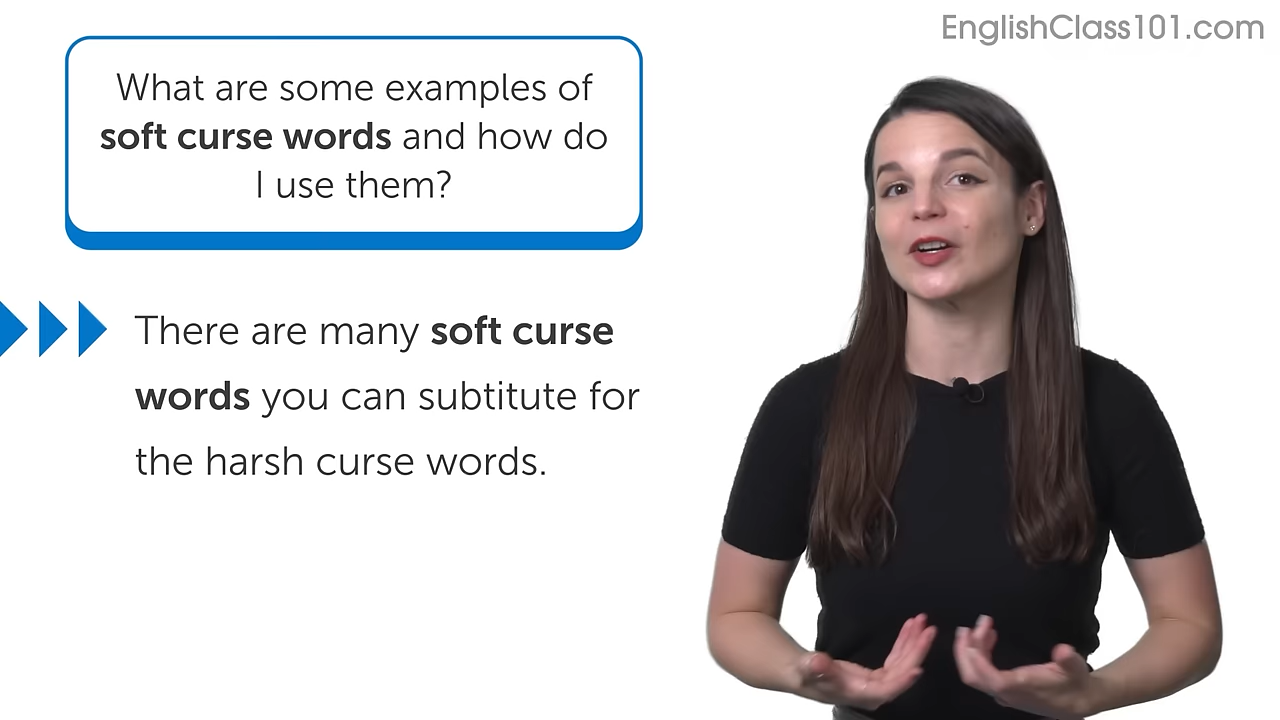 EnglishClass101.com
What are some examples of
soft curse words and how do
I use them?
There are many soft curse
words you can subtitute for
the harsh curse words.